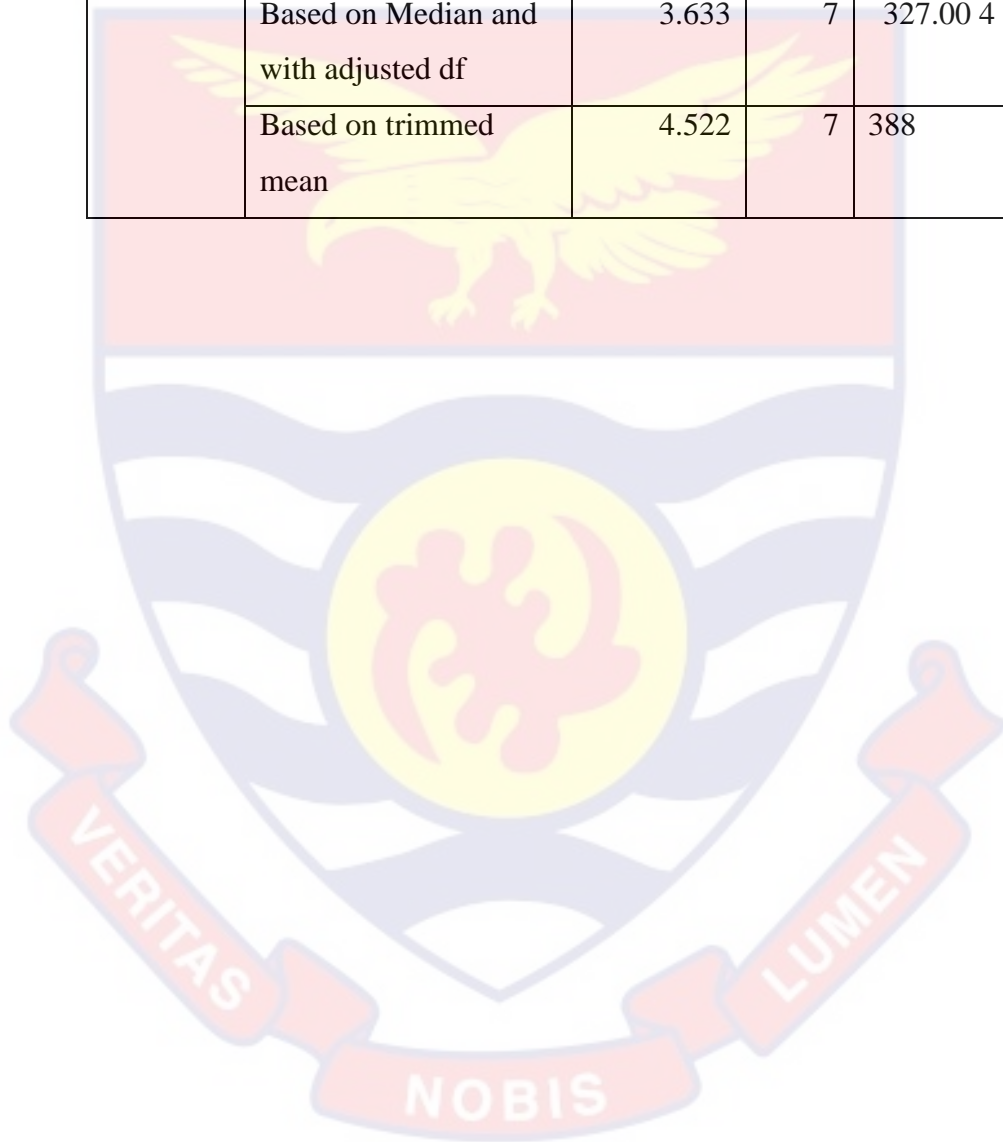 Based on Median and 3.633 7 327.00 4
with adjusted df
Based on trimmed 4.522 7 388
mean
VERITAS
NOBIS
LUMEN